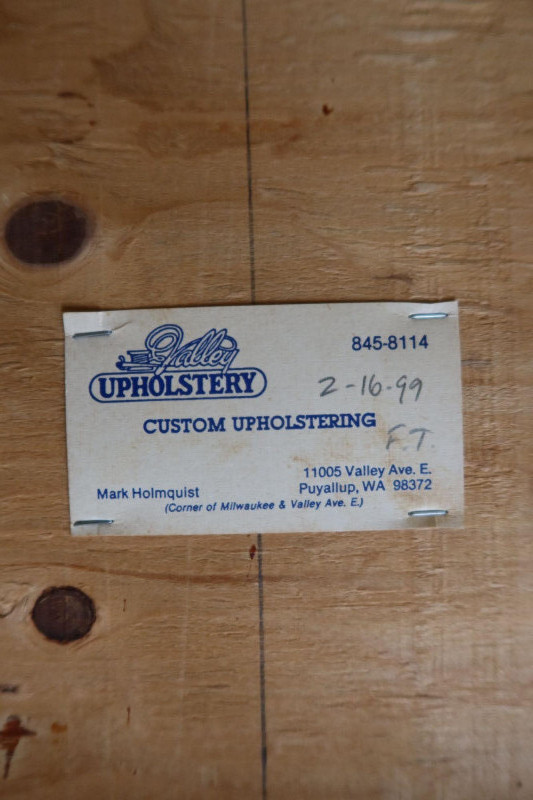 Valley
UPHOLSTERY
845-8114
2-16-99
CUSTOM UPHOLSTERING
F.T.
Mark Holmquist
11005 Valley Ave. E.
Puyallup, WA 98372
(Corner of Milwaukee & Valley Ave. E.)